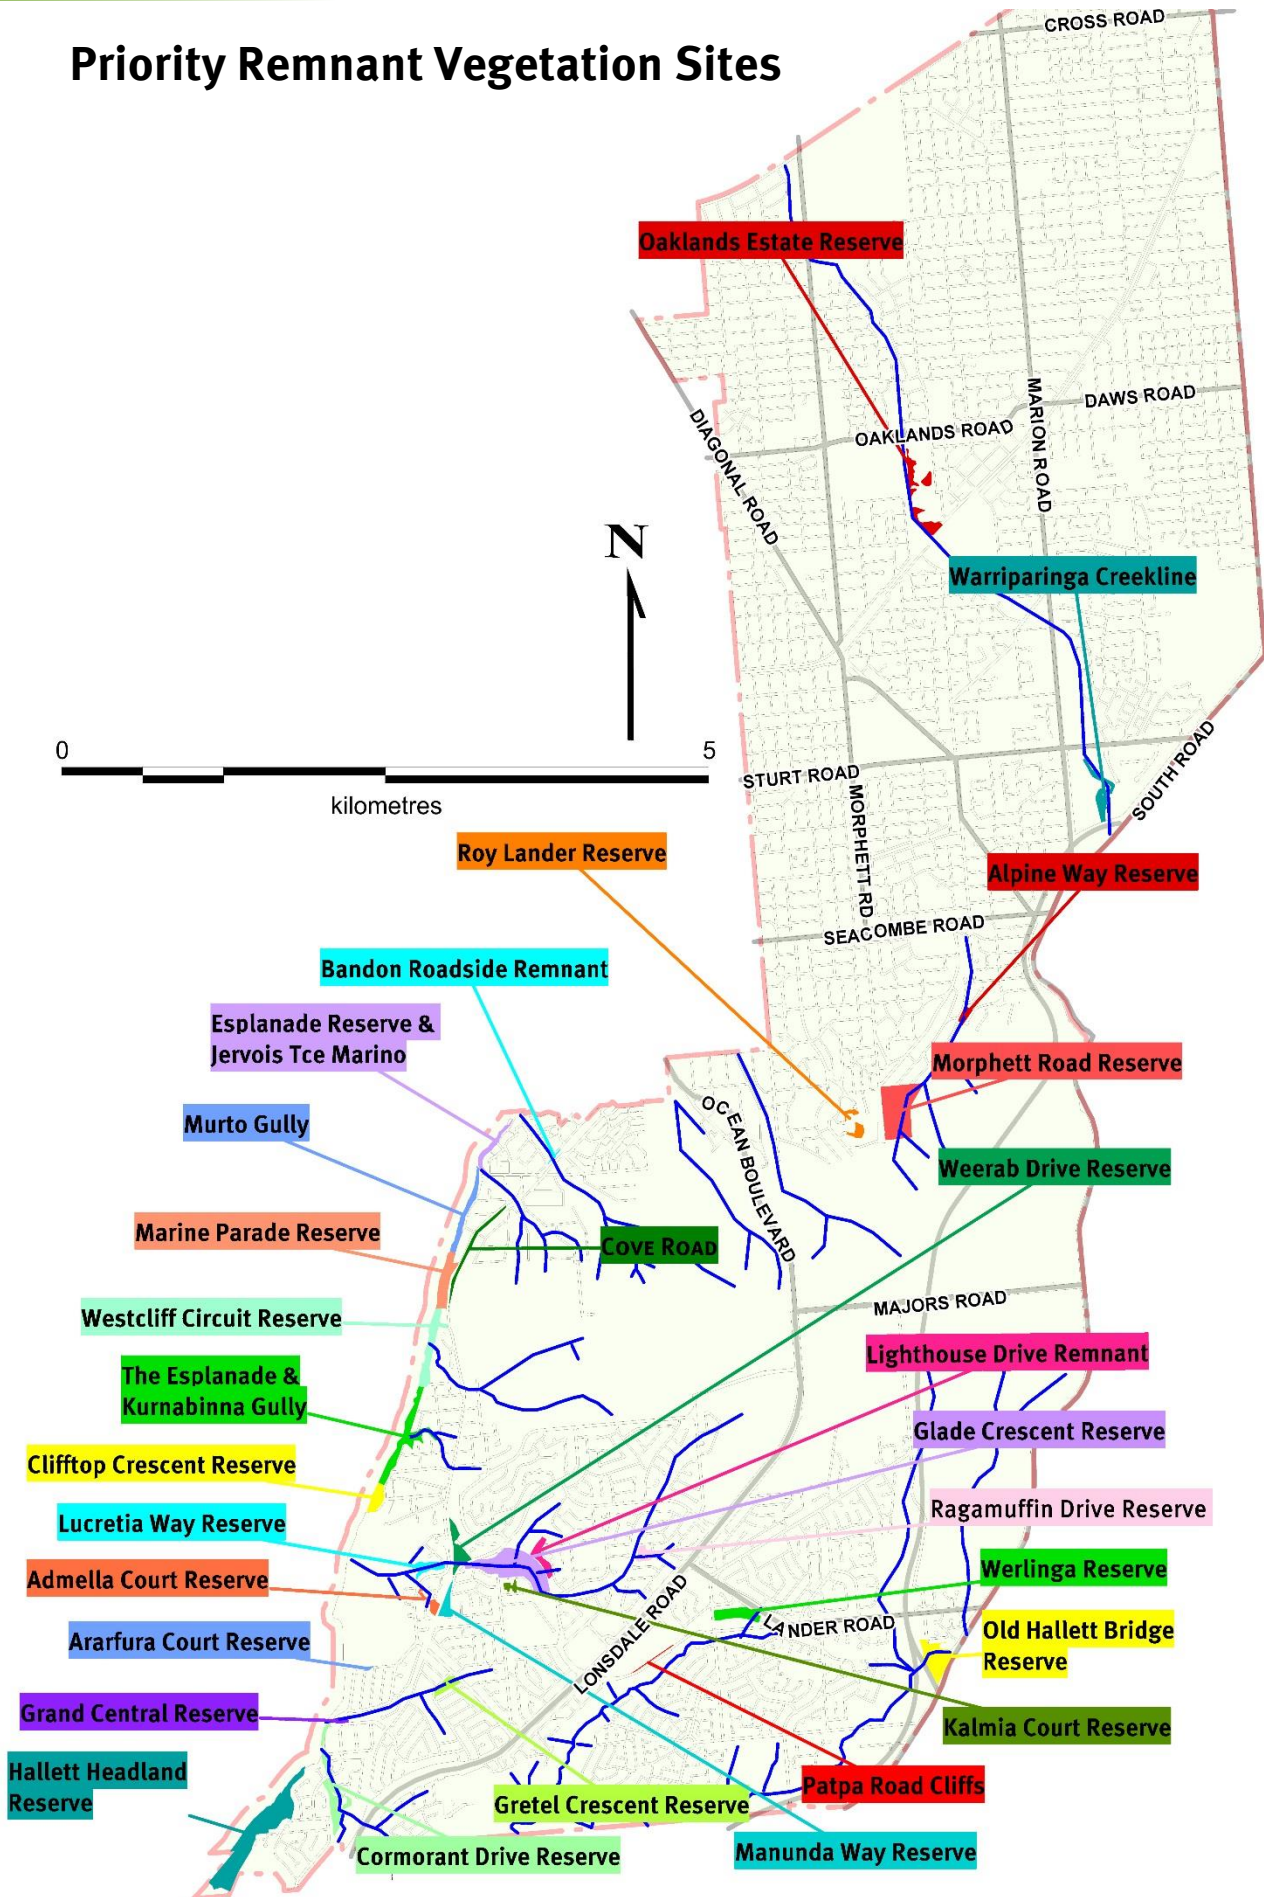 CROSS ROAD
Priority Remnant Vegetation Sites
Oaklands Estate Reserve
DAWS ROAD
MARION ROAD
OAKLANDS ROAD
DIAGONAL ROAD
N
Warriparinga Creekline
0
5
kilometres
STURT ROAD
SOUTH ROAD
MORPHETT RD
Roy Lander Reserve
Alpine Way Reserve
SEACOMBE ROAD
Bandon Roadside Remnant
Esplanade Reserve &
Jervois Tce Marino
Morphett Road Reserve
OCEAN BOULEVARD
Murto Gully
Weerab Drive Reserve
Marine Parade Reserve
COVE ROAD
MAJORS ROAD
Westcliff Circuit Reserve
Lighthouse Drive Remnant
The Esplanade &
Kurnabinna Gully
Glade Crescent Reserve
Clifftop Crescent Reserve
Ragamuffin Drive Reserve
Lucretia Way Reserve
Werlinga Reserve
Admella Court Reserve
LANDER ROAD
LONSDALE ROAD
Old Hallett Bridge
Reserve
Ararfura Court Reserve
Grand Central Reserve
Kalmia Court Reserve
Hallett Headland
Reserve
Patpa Road Cliffs
Gretel Crescent Reserve
Cormorant Drive Reserve
Manunda Way Reserve